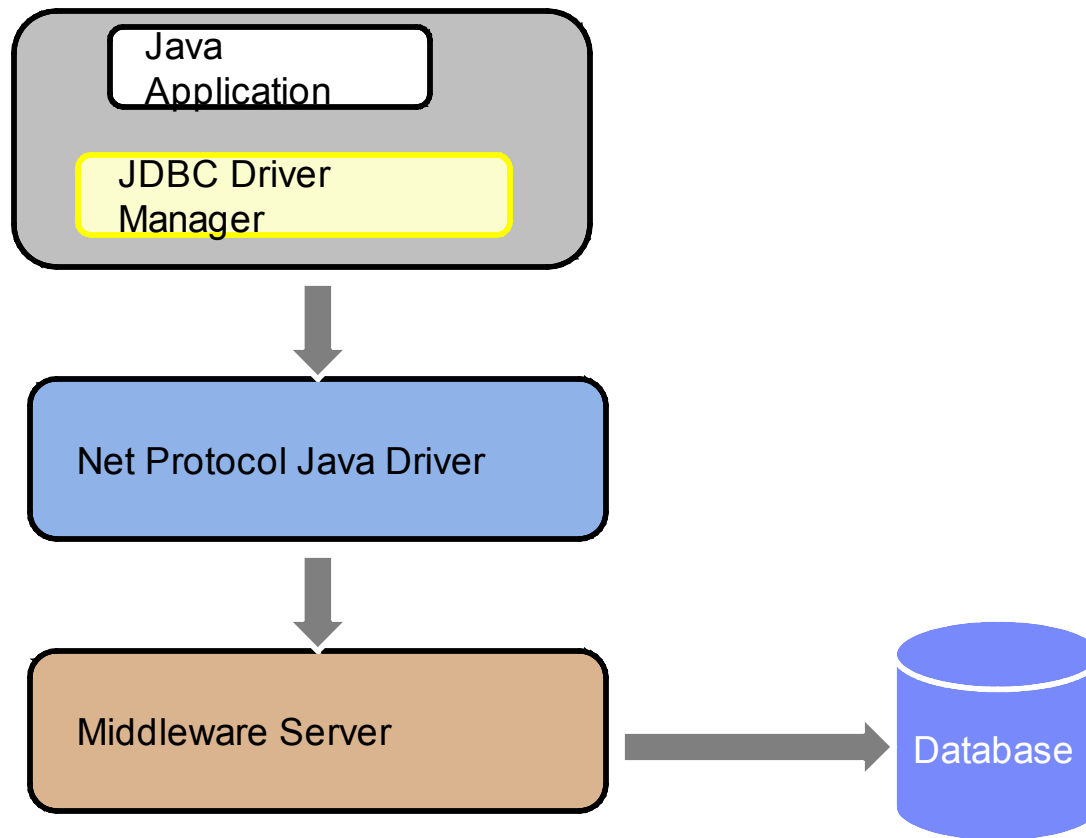 Java
Application
JDBC Driver
Manager
Net Protocol Java Driver
Middleware Server
Database